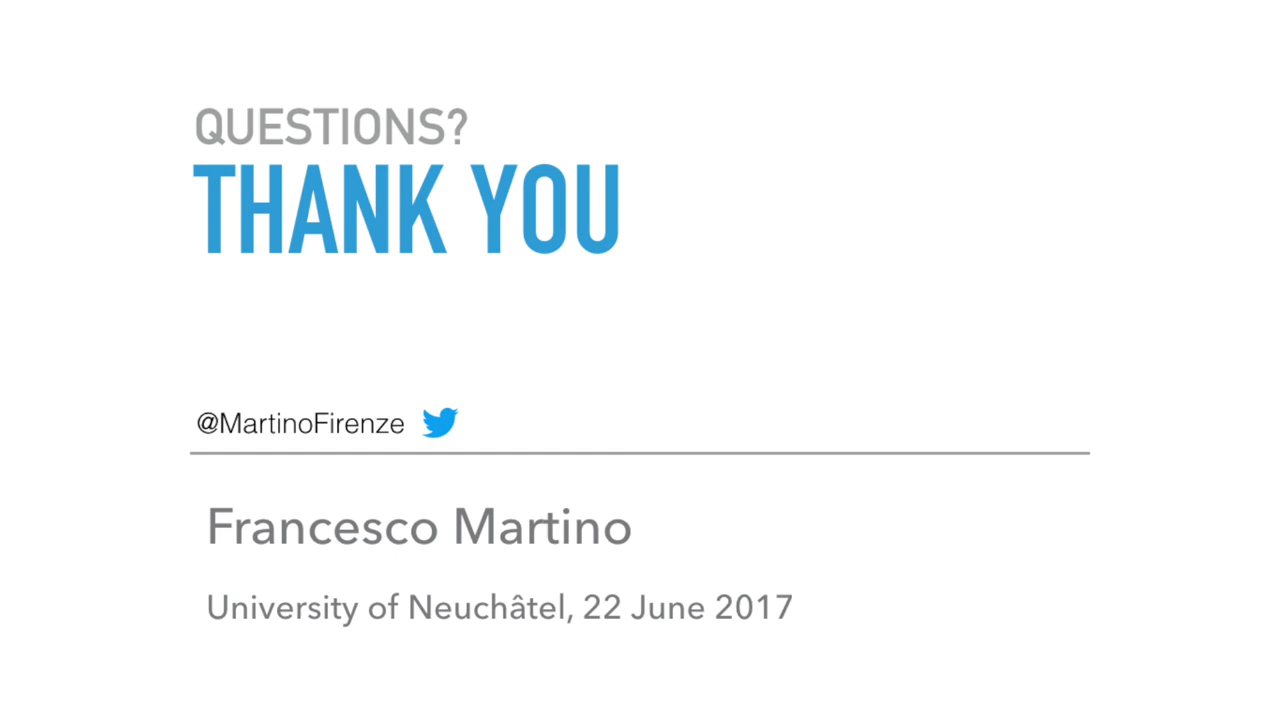 QUESTIONS?
THANK YOU
@MartinoFirenze
Francesco Martino
University of Neuchâtel, 22 June 2017